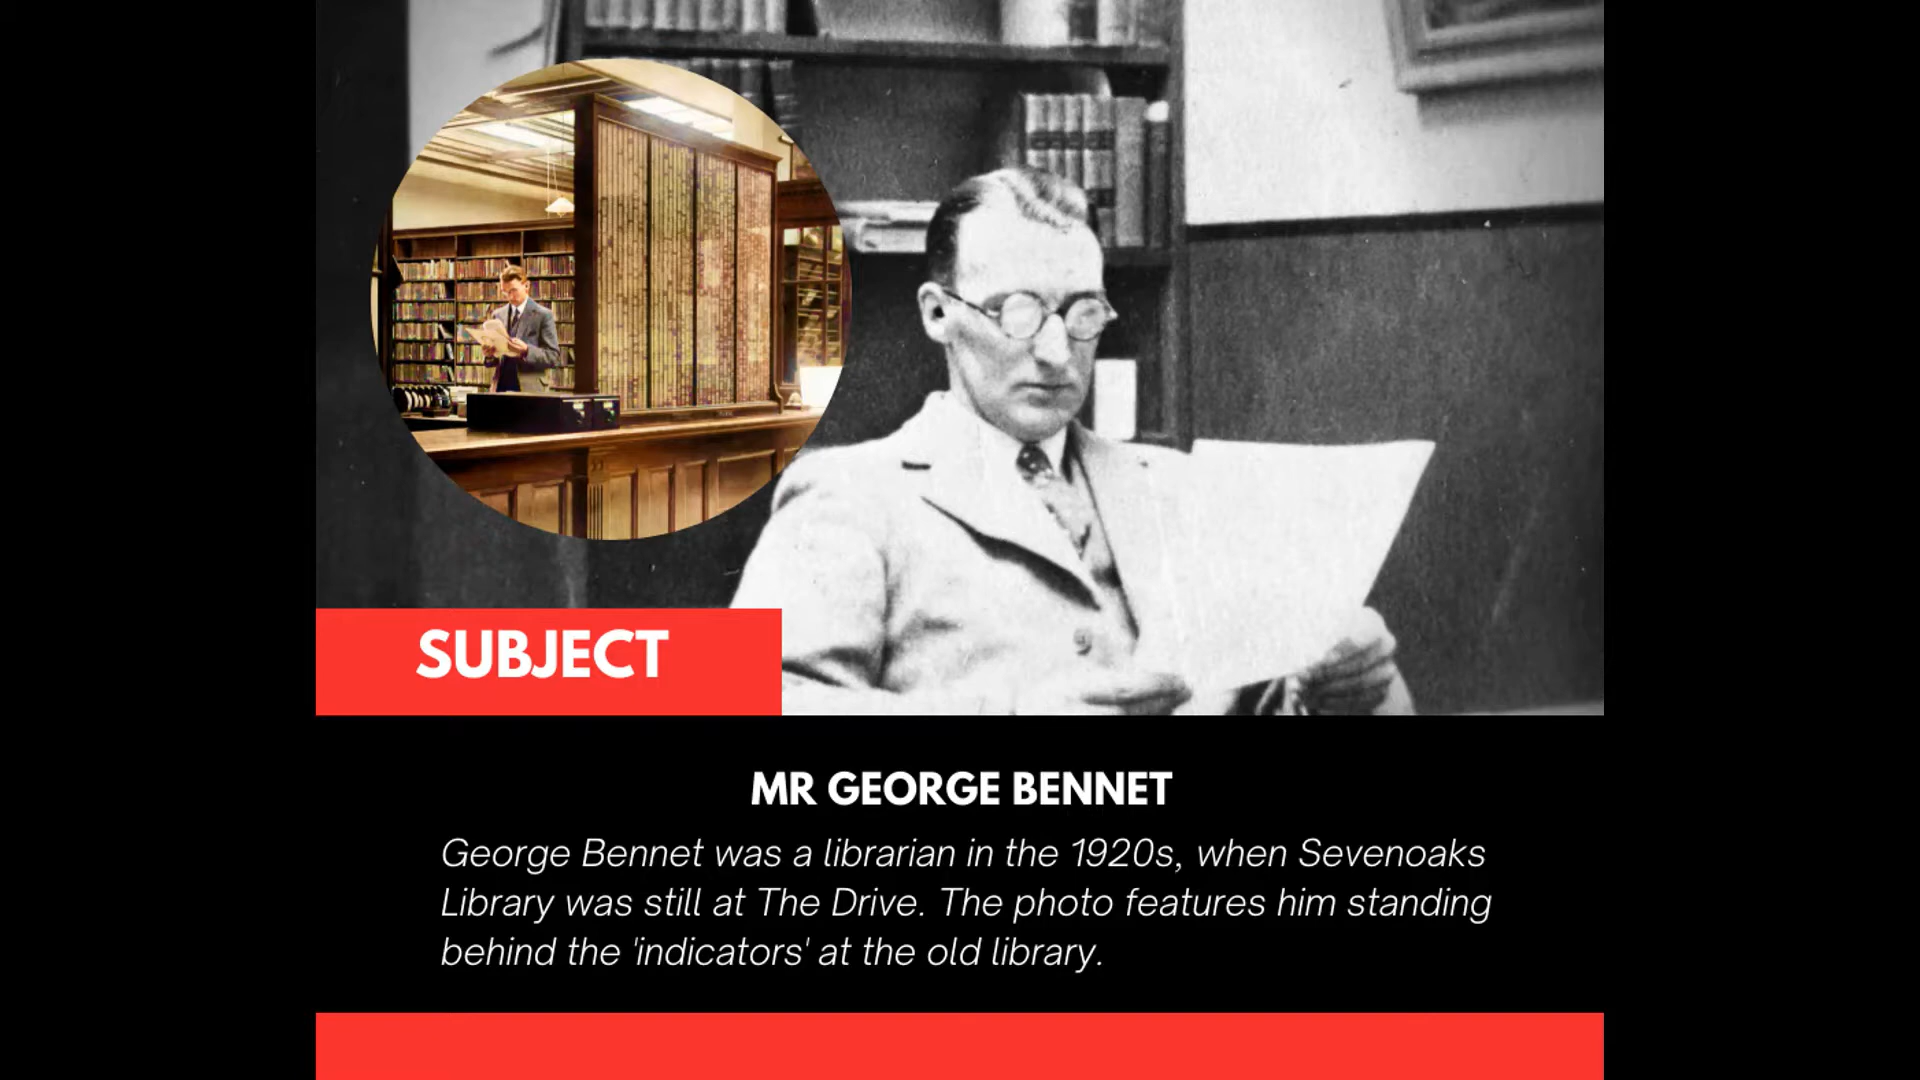 SUBJECT
MR GEORGE BENNET
George Bennet was a librarian in the 1920s, when Sevenoaks
Library was still at The Drive. The photo features him standing
behind the 'indicators' at the old library.